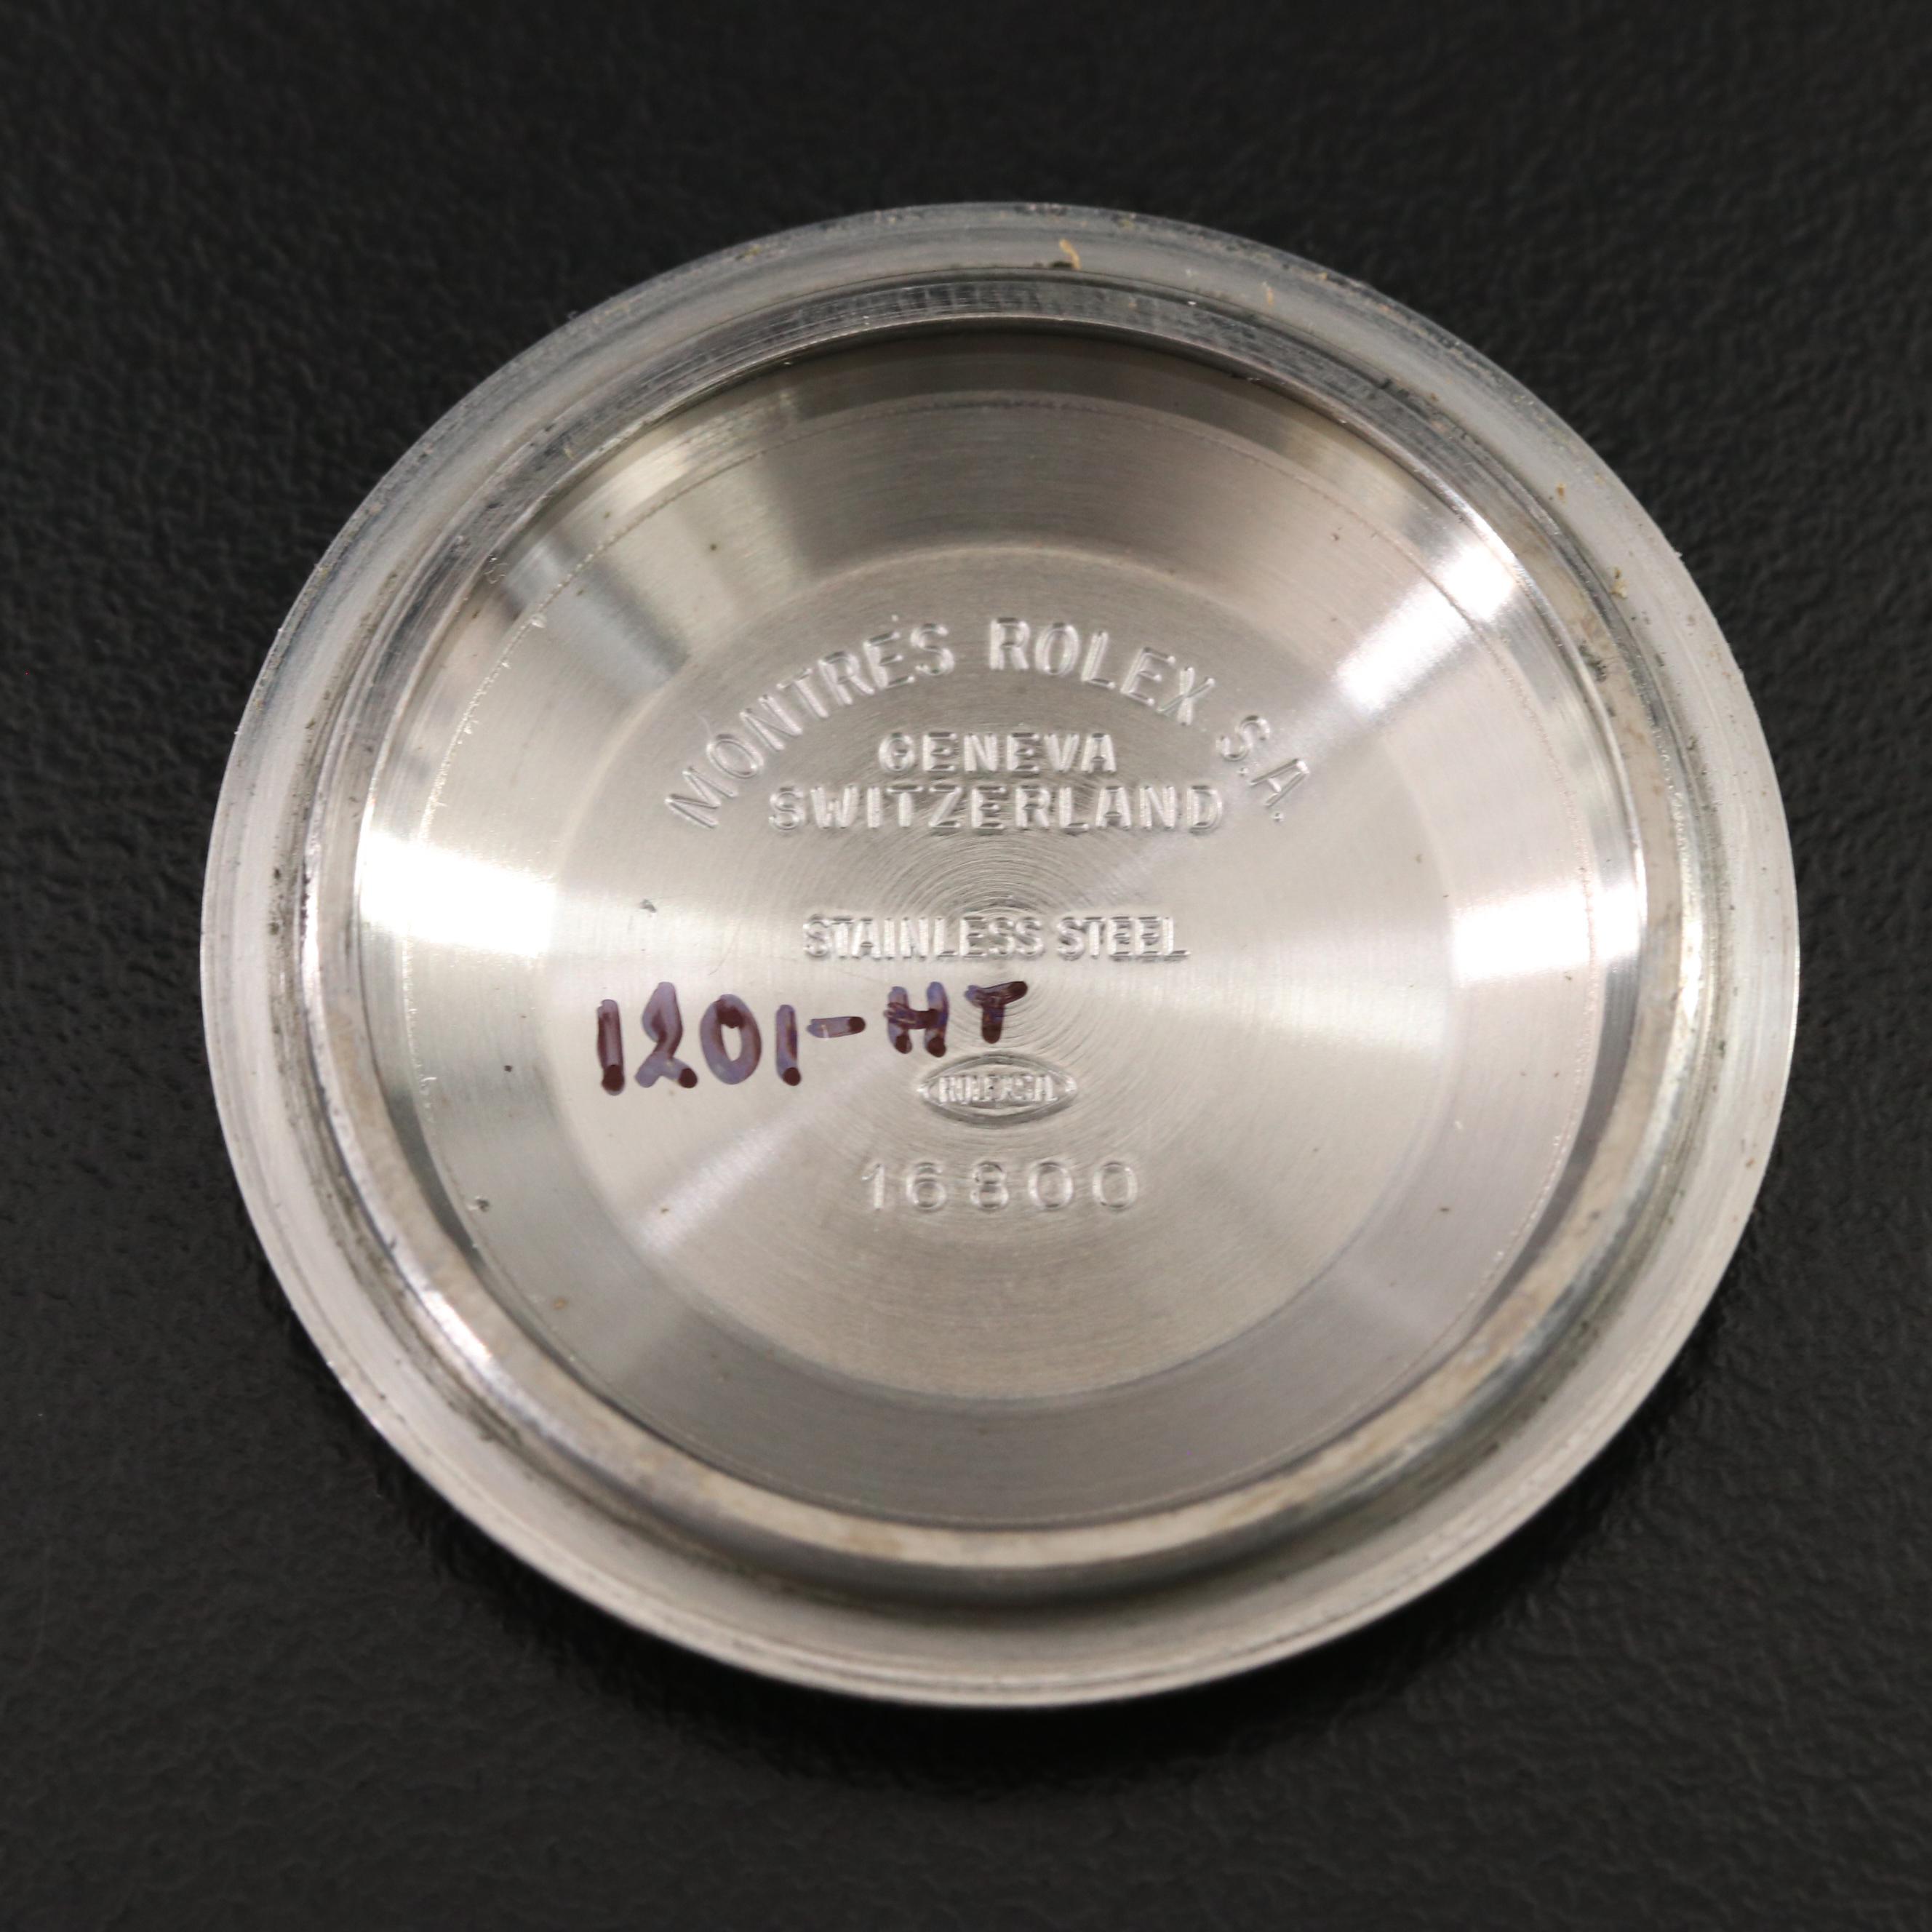 MONTRES ROLEX S.A.
GENEVA
SWITZERLAND
STAINLESS STEEL
1201-HT
16800